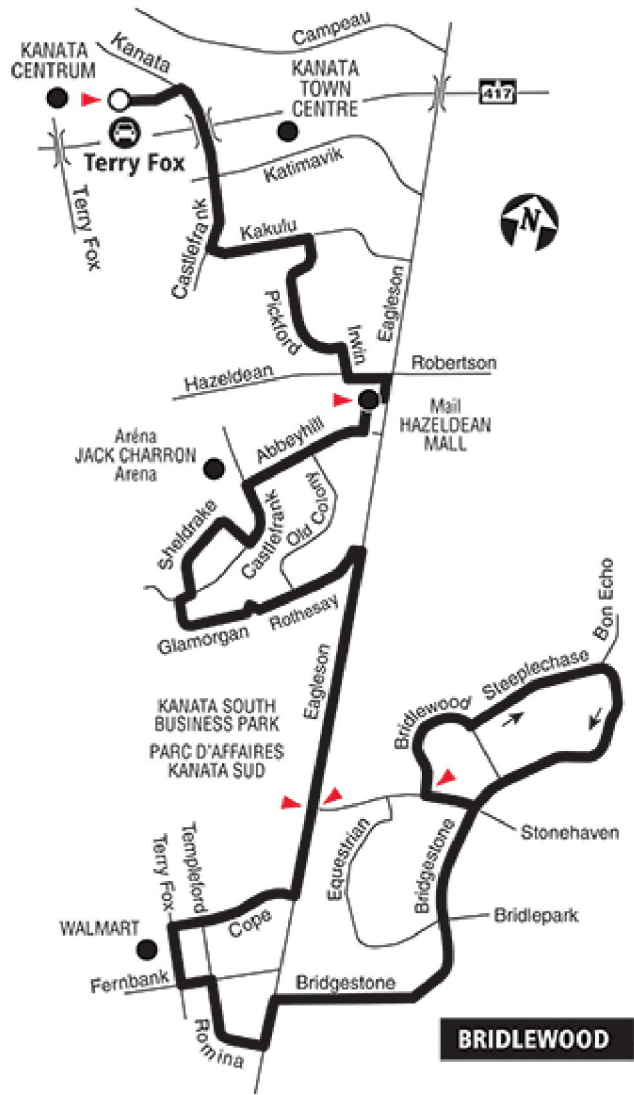 Campeau
Kanata
KANATA
CENTRUM
KANATA
TOWN
CENTRE
417
Terry Fox
Katimavik
Terry Fox
Castlefrank
Kakulu
N
Eagleson
Pickford
Irwin
Robertson
Hazeldean
Mail
HAZELDEAN
MALL
Abbeyhill
Aréna
JACK CHARRON
Arena
Sheldrake
Castlefrank
Old Colony
Glamorgan
Rothesay
Bon Echo
Steeplechase
Bridlewood
Eagleson
KANATA SOUTH
BUSINESS PARK
PARC D'AFFAIRES
KANATA SUD
Stonehaven
Equestrian
Bridgestone
Templeford
Terry Fox
Cope
Bridlepark
WALMART
Fernbank
Bridgestone
Romina
BRIDLEWOOD